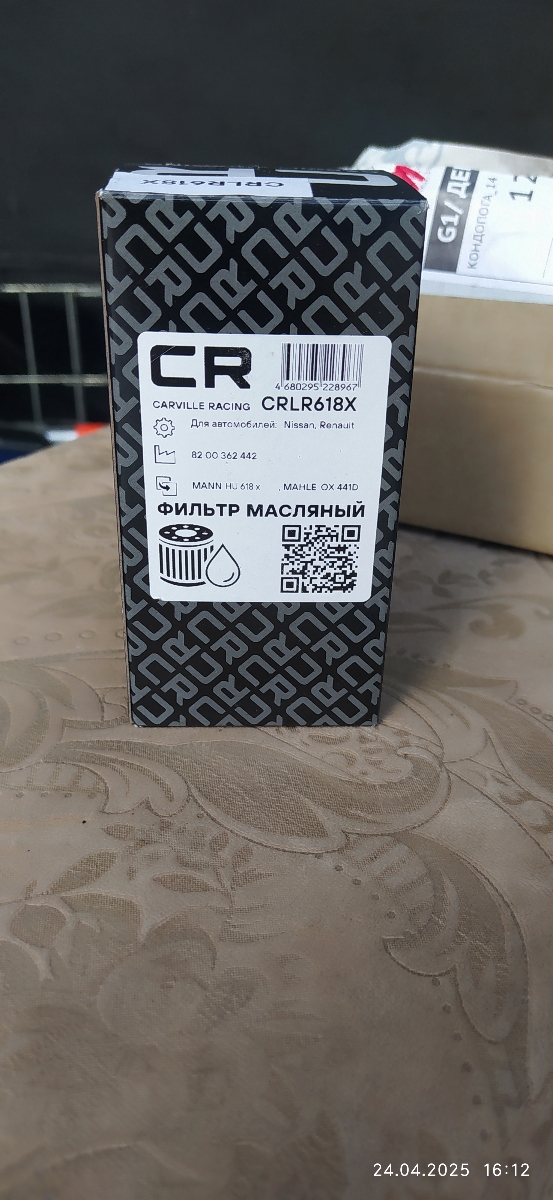 CRLR618X
CR
4 680295 228967
CARVILLE RACING CRLR618X
Для автомобилей: Nissan, Renault
82 00 362 442
MANN HU 618 x , MAHLE OX 441D
ФИЛЬТР МАСЛЯНЫЙ
G1/ДЕ
КОНДОПОГА_14
24.04.2025 16:12